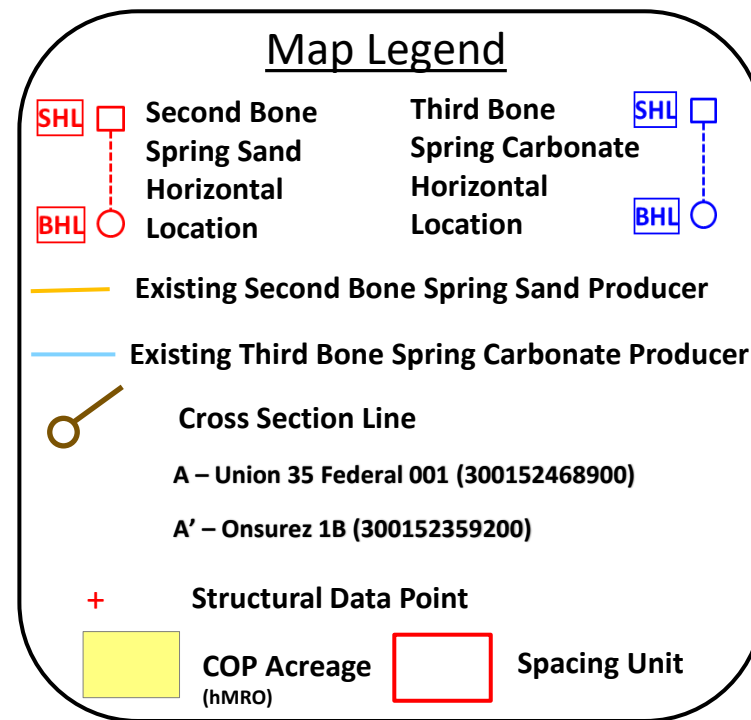 Map Legend
SHL
Second Bone
Spring Sand
Horizontal
BHL
Location
Third Bone
Spring Carbonate
Horizontal
Location
SHL
BHL
Existing Second Bone Spring Sand Producer
Existing Third Bone Spring Carbonate Producer
Cross Section Line
A – Union 35 Federal 001 (300152468900)
A' – Onsurez 1B (300152359200)
+ Structural Data Point
COP Acreage
(hMRO)
Spacing Unit